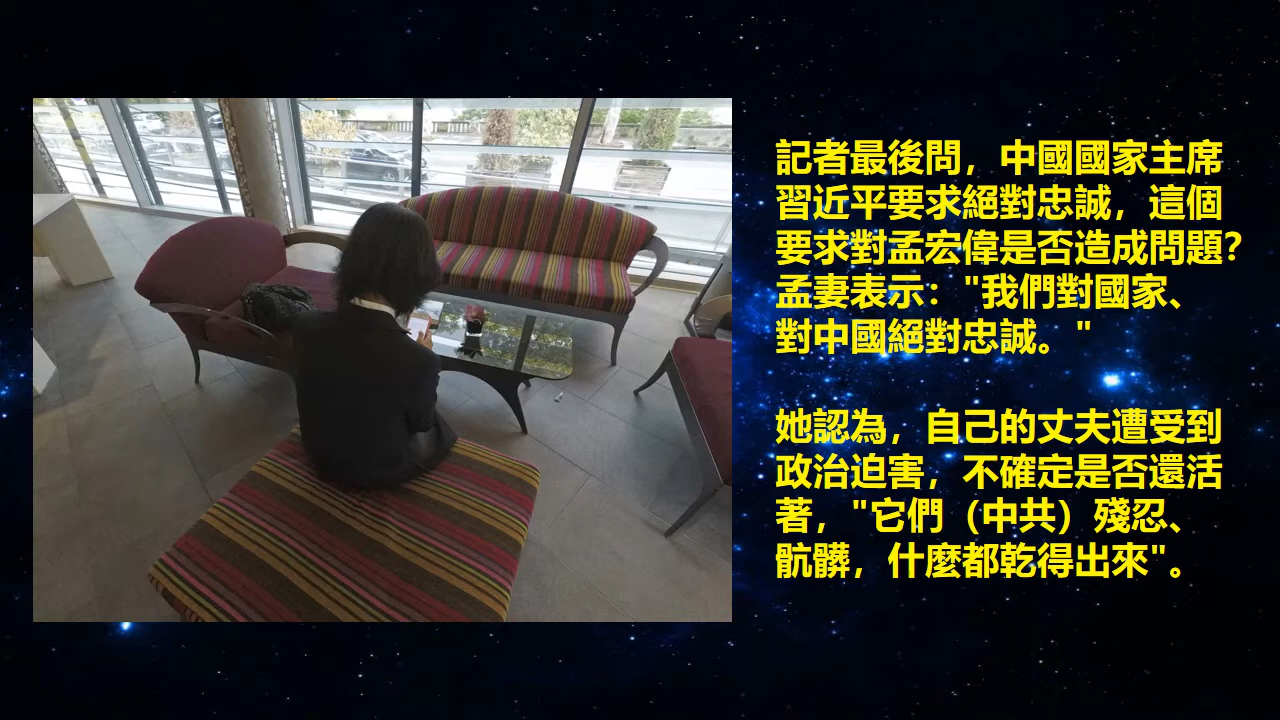 記者最後問，中國國家主席
習近平要求絕對忠誠，這個
要求對孟宏偉是否造成問題?
孟妻表示："我們對國家、
對中國絕對忠誠。"
她認為，自己的丈夫遭受到
政治迫害，不確定是否還活
著，"它們（中共）殘忍、
骯髒，什麼都乾得出來"。